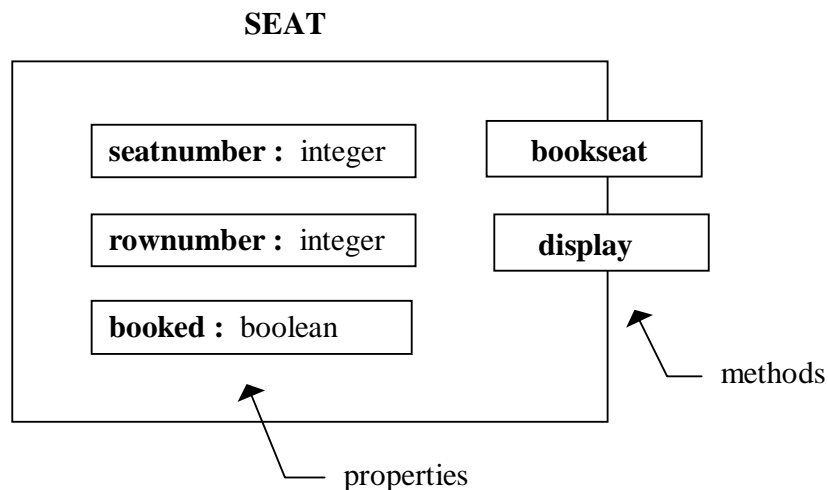 SEAT
seatnumber : integer
bookseat
rownumber : integer
display
booked : boolean
methods
properties